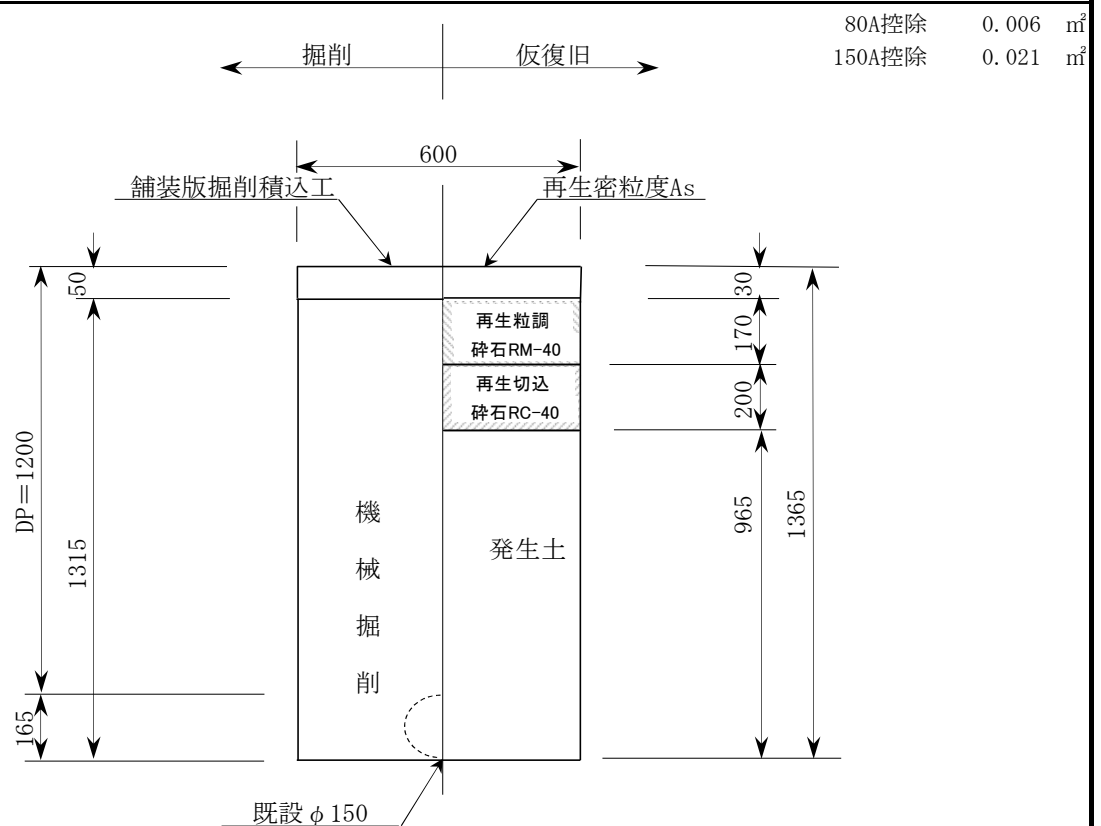 80A控除 0.006 ㎡
150A控除 0.021 ㎡
掘削 仮復旧
600
舗装版掘削積込工 再生密粒度As
50
30
再生粒調
砕石RM-40
170
再生切込
砕石RC-40
200
DP＝1200
1315
機
械
掘
削
発生土
965
1365
165
既設φ150